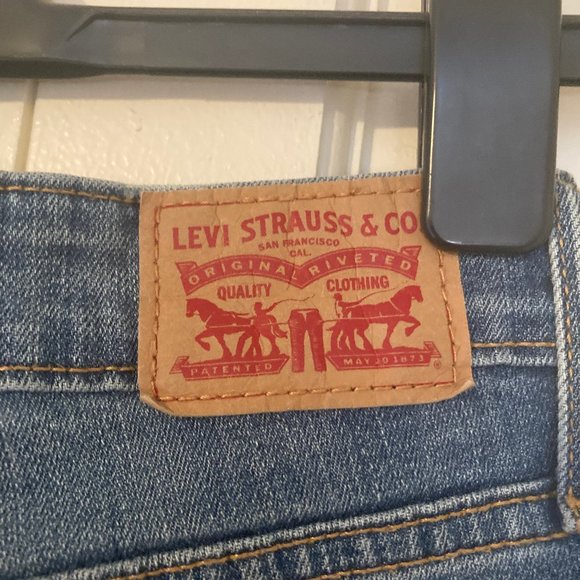 LEVI STRAUSS & CO
SAN FRANCISCO
CAL.
ORIGINAL RIVETED
QUALITY CLOTHING
PATENTED MAY 20 1873
®